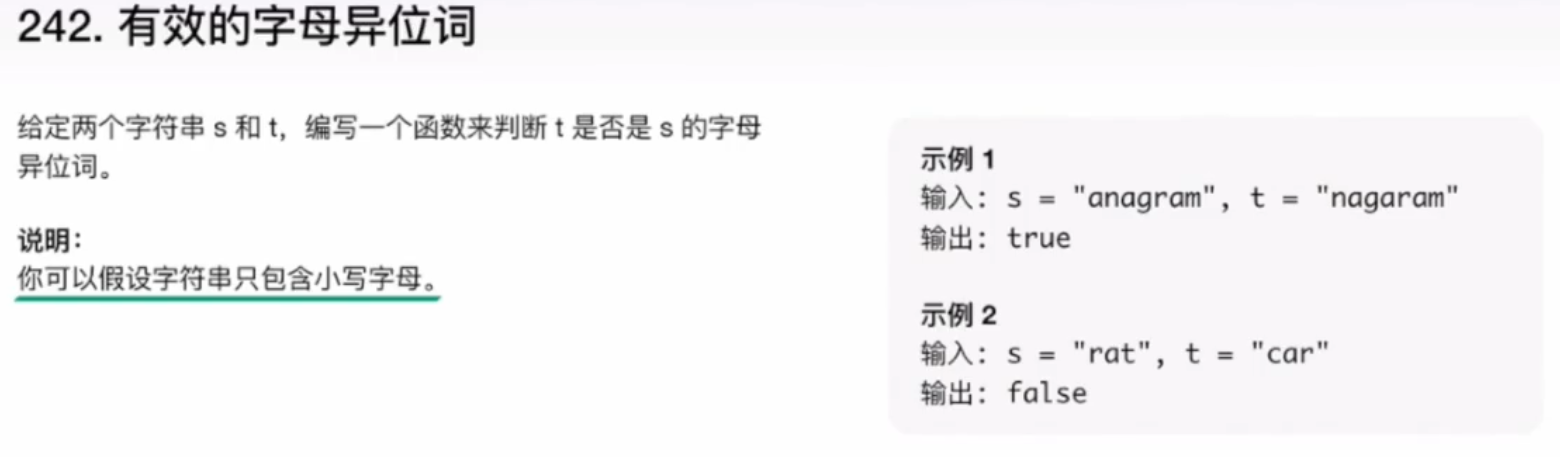 242. 有效的字母异位词
给定两个字符串 s 和 t，编写一个函数来判断 t 是否是 s 的字母
异位词。
说明：
你可以假设字符串只包含小写字母。
示例 1
输入: s = "anagram", t = "nagaram"
输出: true
示例 2
输入: s = "rat", t = "car"
输出: false